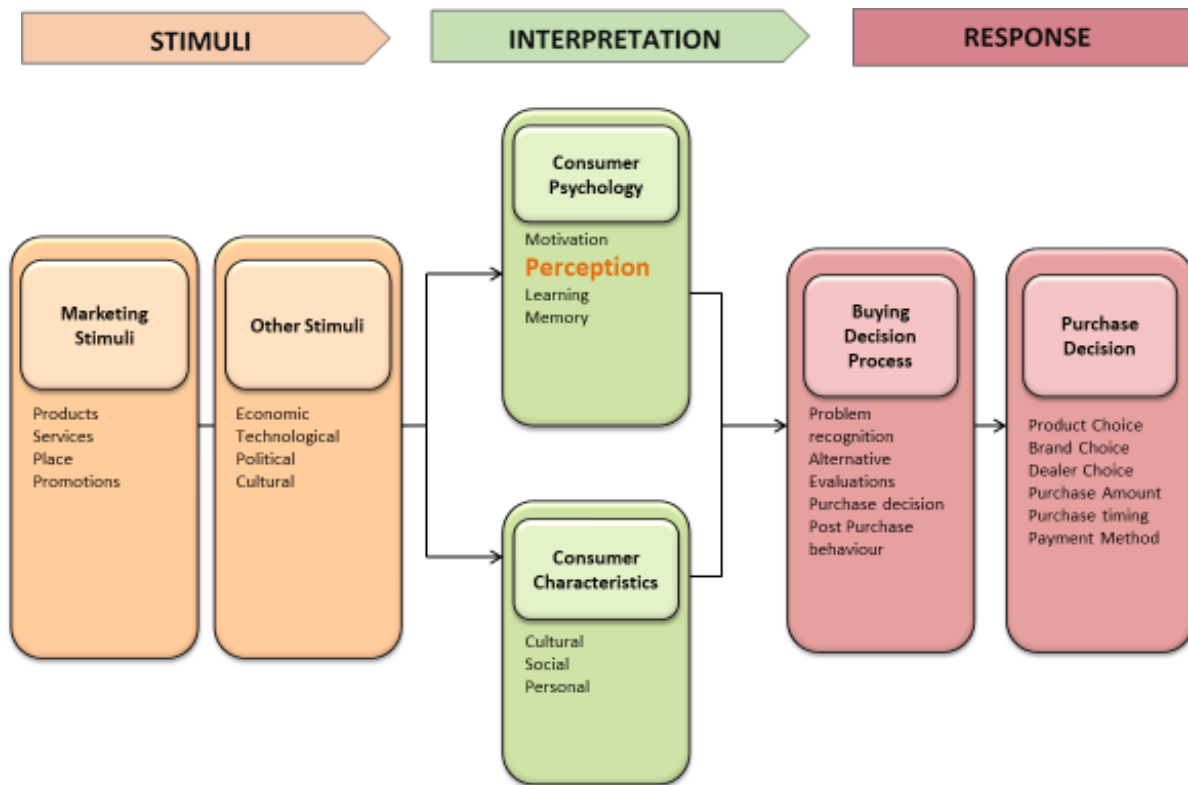 STIMULI
INTERPRETATION
RESPONSE
Marketing
Stimuli
Products
Services
Place
Promotions
Other Stimuli
Economic
Technological
Political
Cultural
Consumer
Psychology
Motivation
Perception
Learning
Memory
Consumer
Characteristics
Cultural
Social
Personal
Buying
Decision
Process
Problem
recognition
Alternative
Evaluations
Purchase decision
Post Purchase
behaviour
Purchase
Decision
Product Choice
Brand Choice
Dealer Choice
Purchase Amount
Purchase timing
Payment Method